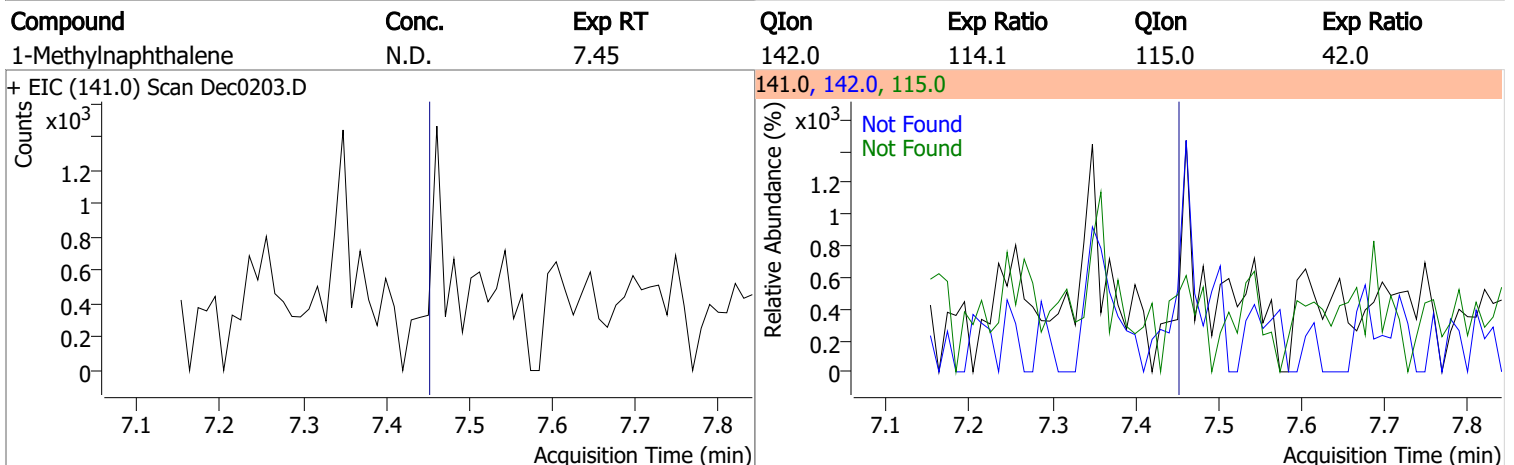 Compound Conc. Exp RT QIon Exp Ratio QIon Exp Ratio
1-Methylnaphthalene N.D. 7.45 142.0 114.1 115.0 42.0
+ EIC (141.0) Scan Dec0203.D
Counts
x10³
1.2
1
0.8
0.6
0.4
0.2
0
7.1 7.2 7.3 7.4 7.5 7.6 7.7 7.8
Acquisition Time (min)
141.0, 142.0, 115.0
Relative Abundance (%)
x10³
Not Found
Not Found
1.2
1
0.8
0.6
0.4
0.2
0
7.1 7.2 7.3 7.4 7.5 7.6 7.7 7.8
Acquisition Time (min)